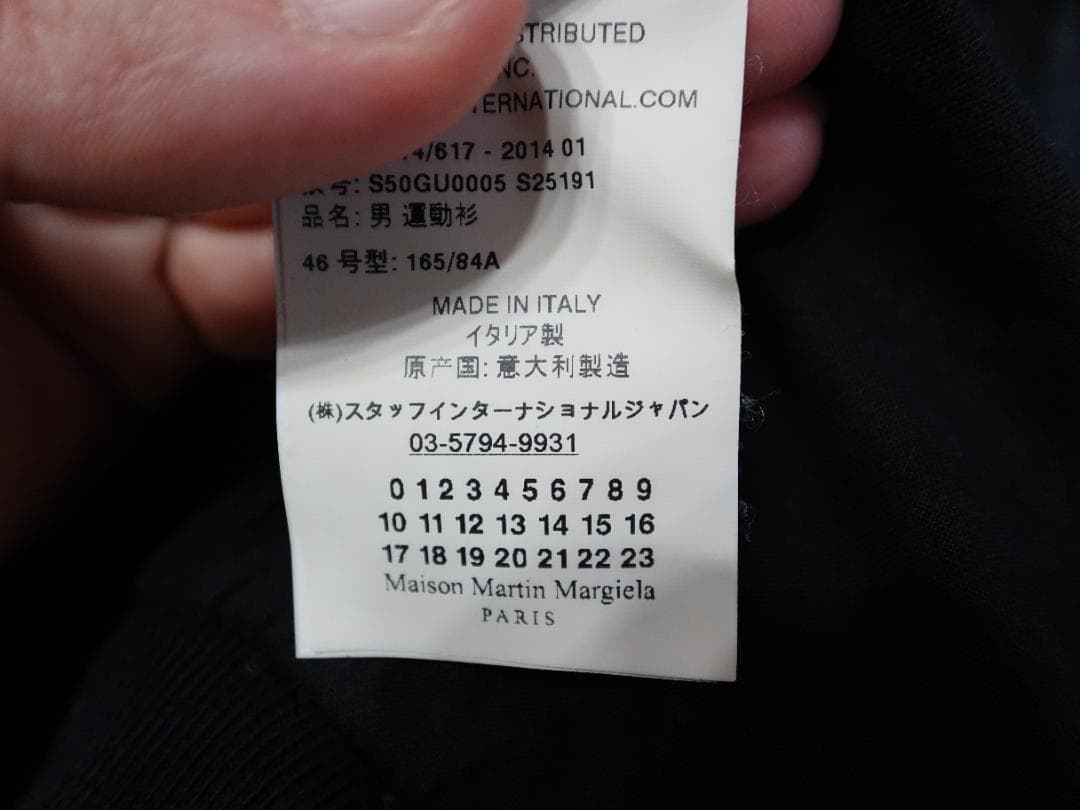 STRIBUTED
NC.
TERNATIONAL.COM
4/617 - 2014 01
号: S50GU0005 S25191
品名: 男 運動衫
46 号型: 165/84A
MADE IN ITALY
イタリア製
原产国: 意大利製造
(株)スタッフインターナショナルジャパン
03-5794-9931
0 1 2 3 4 5 6 7 8 9
10 11 12 13 14 15 16
17 18 19 20 21 22 23
Maison Martin Margiela
PARIS